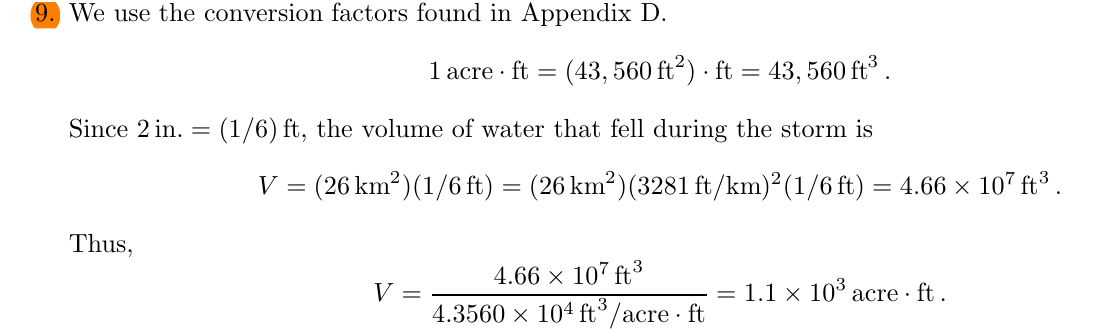 9. We use the conversion factors found in Appendix D.
1 acre · ft = (43, 560 ft²) · ft = 43, 560 ft³ .
Since 2 in. = (1/6) ft, the volume of water that fell during the storm is
V = (26 km²)(1/6 ft) = (26 km²)(3281 ft/km)²(1/6 ft) = 4.66 × 10⁷ ft³ .
Thus,
V = 4.66 × 10⁷ ft³ / 4.3560 × 10⁴ ft³/acre · ft = 1.1 × 10³ acre · ft .